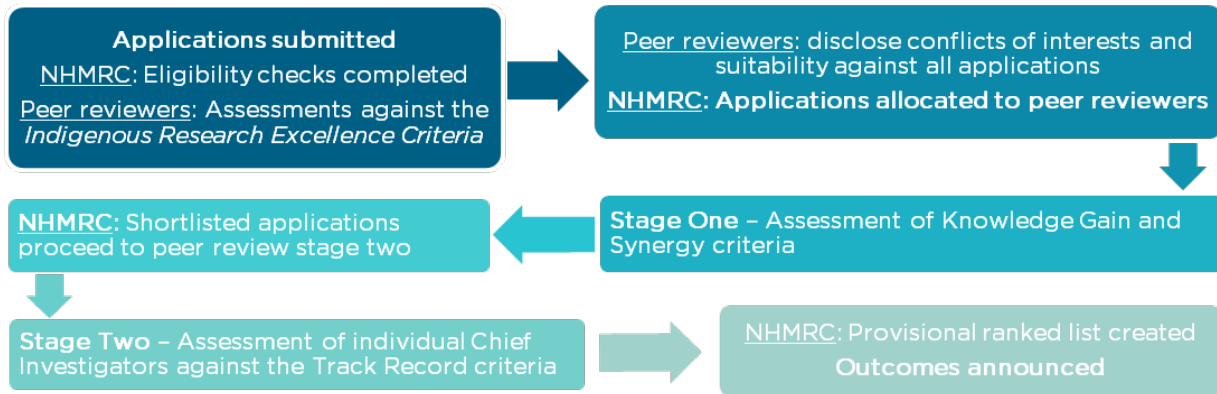 Applications submitted
NHMRC: Eligibility checks completed
Peer reviewers: Assessments against the
Indigenous Research Excellence Criteria
Peer reviewers: disclose conflicts of interests and
suitability against all applications
NHMRC: Applications allocated to peer reviewers
Stage One – Assessment of Knowledge Gain and
Synergy criteria
NHMRC: Shortlisted applications
proceed to peer review stage two
Stage Two – Assessment of individual Chief
Investigators against the Track Record criteria
NHMRC: Provisional ranked list created
Outcomes announced